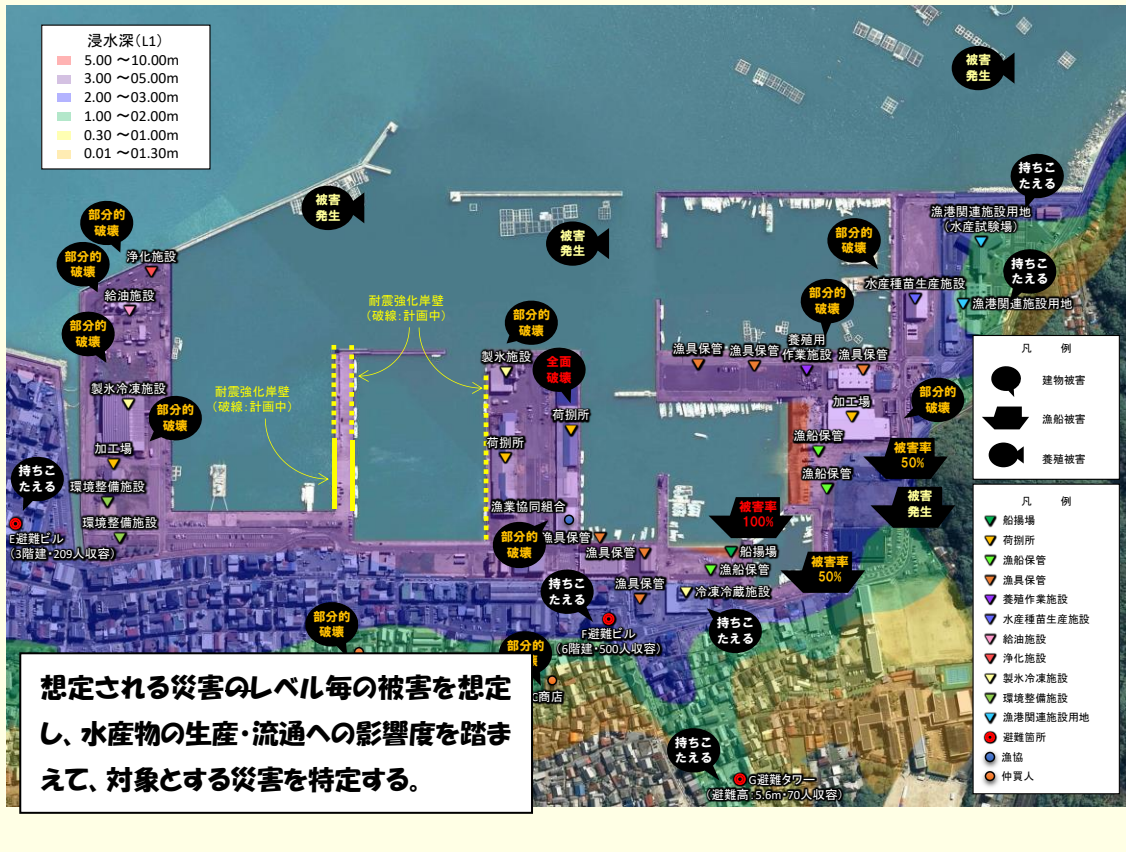 浸水深(L1)
5.00 ～10.00m
3.00 ～05.00m
2.00 ～03.00m
1.00 ～02.00m
0.30 ～01.00m
0.01 ～01.30m
被害
発生
被害
発生
被害
発生
持ちこ
たえる
漁港関連施設用地
(水産試験場)
持ちこ
たえる
漁港関連施設用地
部分的
破壊
浄化施設
部分的
破壊
給油施設
部分的
破壊
製氷冷凍施設
部分的
破壊
加工場
環境整備施設
環境整備施設
持ちこ
たえる
E避難ビル
(3階建・209人収容)
耐震強化岸壁
(破線:計画中)
耐震強化岸壁
(破線:計画中)
部分的
破壊
製氷施設
全面
破壊
荷捌所
荷捌所
漁業協同組合
部分的
破壊
漁具保管
漁具保管
漁具保管
部分的
破壊
水産種苗生産施設
部分的
破壊
養殖用
作業施設
漁具保管
漁具保管
漁具保管
加工場
部分的
破壊
漁船保管
漁船保管
被害率
50%
被害
発生
被害率
100%
船揚場
漁船保管
被害率
50%
冷凍冷蔵施設
持ちこ
たえる
持ちこ
たえる
F避難ビル
(6階建・500人収容)
部分的
破壊
部分的
破壊
C商店
持ちこ
たえる
G避難タワー
(避難高:5.6m・70人収容)
凡 例
建物被害
漁船被害
養殖被害
凡 例
船揚場
荷捌所
漁船保管
漁具保管
養殖作業施設
水産種苗生産施設
給油施設
浄化施設
製氷冷凍施設
環境整備施設
漁港関連施設用地
避難箇所
漁協
仲買人
想定される災害のレベル毎の被害を想定
し、水産物の生産・流通への影響度を踏ま
えて、対象とする災害を特定する。